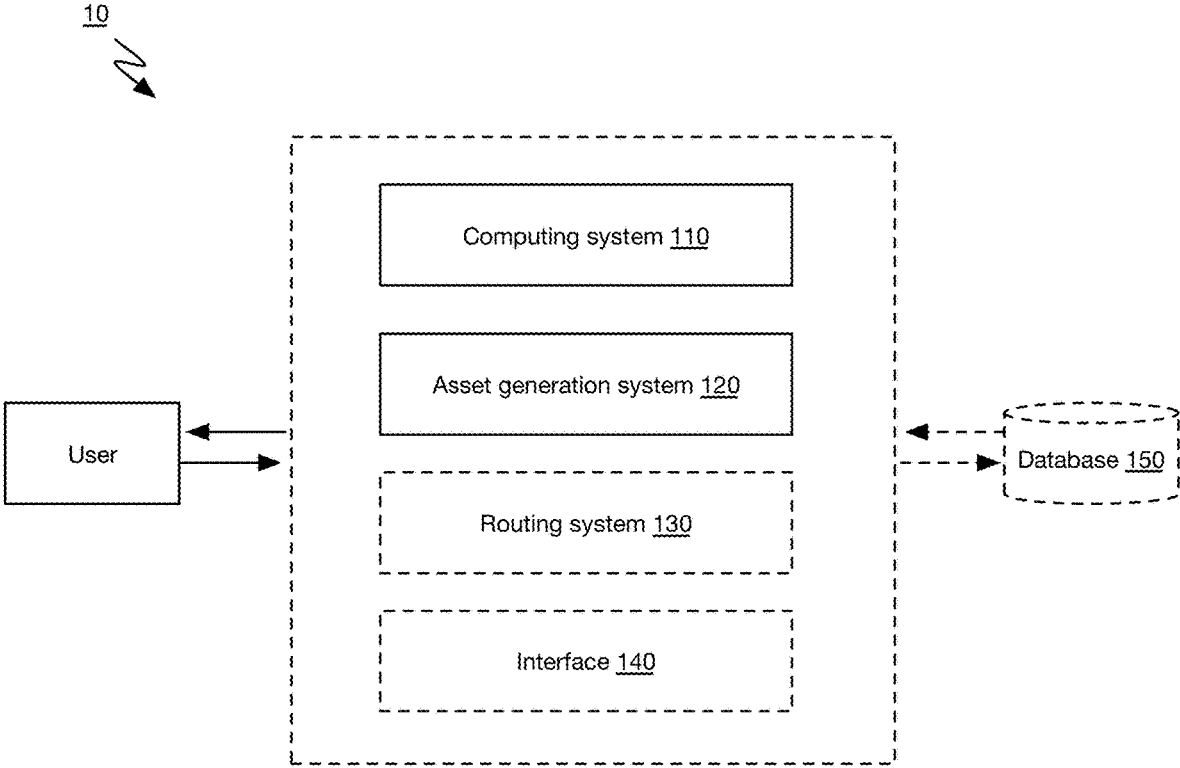 10
Computing system 110
Asset generation system 120
User
Database 150
Routing system 130
Interface 140